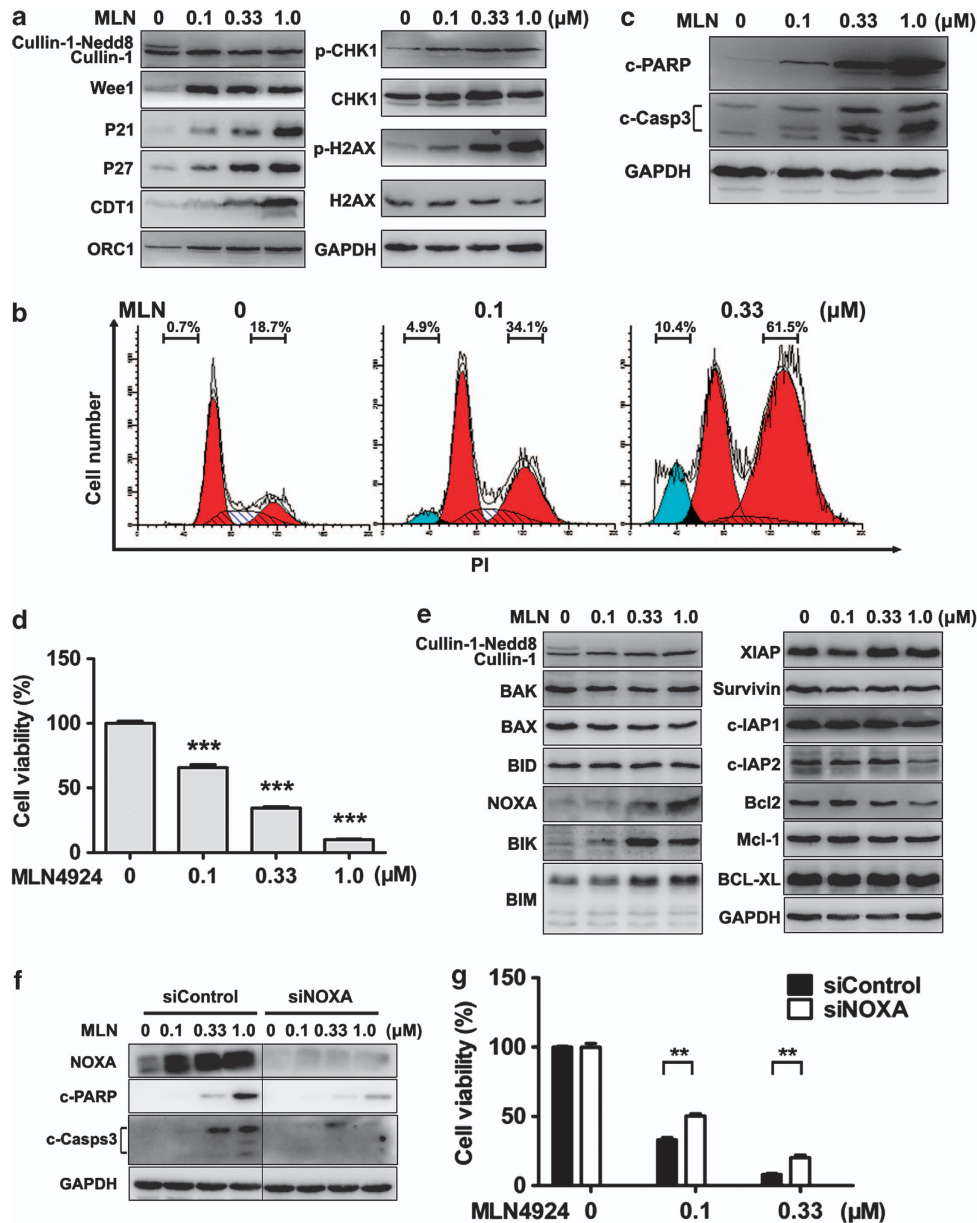 a
MLN 0 0.1 0.33 1.0
Cullin-1-Nedd8
Cullin-1
Wee1
P21
P27
CDT1
ORC1
0 0.1 0.33 1.0 (μM)
p-CHK1
CHK1
p-H2AX
H2AX
GAPDH
c
MLN 0 0.1 0.33 1.0 (μM)
c-PARP
c-Casp3
GAPDH
b
MLN 0 0.1 0.33 (μM)
0.7% 18.7% 4.9% 34.1% 10.4% 61.5%
Cell number
PI
d
Cell viability (%)
150
100
50
0
*** *** ***
MLN4924 0 0.1 0.33 1.0 (μM)
e
MLN 0 0.1 0.33 1.0
Cullin-1-Nedd8
Cullin-1
BAK
BAX
BID
NOXA
BIK
BIM
0 0.1 0.33 1.0 (μM)
XIAP
Survivin
c-IAP1
c-IAP2
Bcl2
Mcl-1
BCL-XL
GAPDH
f
siControl siNOXA
MLN 0 0.1 0.33 1.0 0 0.1 0.33 1.0 (μM)
NOXA
c-PARP
c-Casps3
GAPDH
g
Cell viability (%)
150
100
50
0
siControl
siNOXA
** **
MLN4924 0 0.1 0.33 (μM)